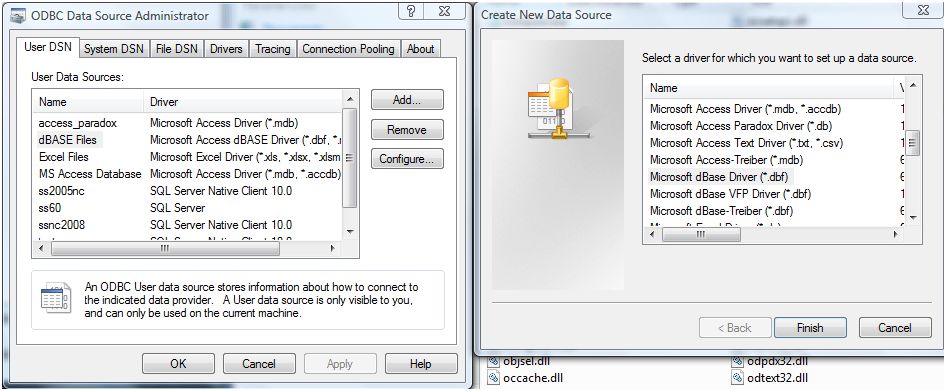 ODBC Data Source Administrator
User DSN System DSN File DSN Drivers Tracing Connection Pooling About
User Data Sources:
Name Driver
access_paradox Microsoft Access Driver (*.mdb)
dBASE Files Microsoft Access dBASE Driver (*.dbf, *.
Excel Files Microsoft Excel Driver (*.xls, *.xlsx, *.xlsm
MS Access Database Microsoft Access Driver (*.mdb, *.accdb)
ss2005nc SQL Server Native Client 10.0
ss60 SQL Server
ssnc2008 SQL Server Native Client 10.0
Add...
Remove
Configure...
An ODBC User data source stores information about how to connect
to the indicated data provider. A User data source is only visible to you,
and can only be used on the current machine.
OK Cancel Apply Help
Create New Data Source
Select a driver for which you want to set up a data source.
Name V
Microsoft Access Driver (*.mdb, *.accdb) 1
Microsoft Access Paradox Driver (*.db) 1
Microsoft Access Text Driver (*.txt, *.csv) 1
Microsoft Access-Treiber (*.mdb) 6
Microsoft dBase Driver (*.dbf) 6
Microsoft dBase VFP Driver (*.dbf) 1
Microsoft dBase-Treiber (*.dbf) 6
< Back Finish Cancel
objsel.dll odpdx32.dll
occache.dll odtext32.dll